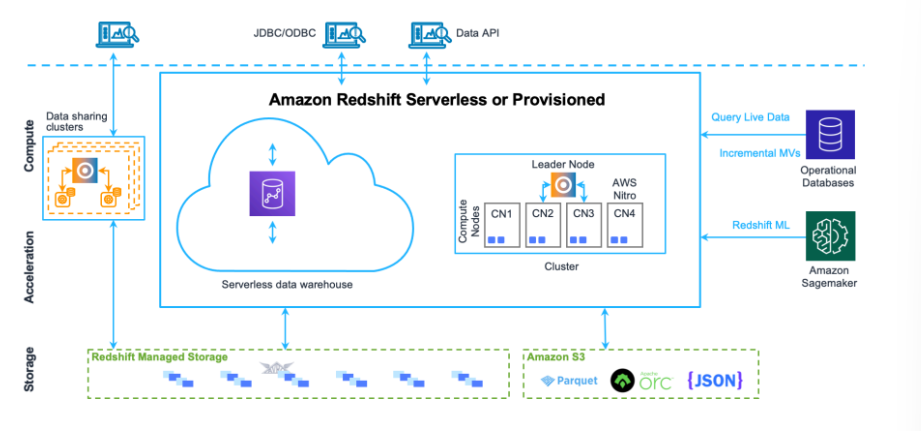 JDBC/ODBC
Data API
Compute
Acceleration
Storage
Data sharing
clusters
Amazon Redshift Serverless or Provisioned
Serverless data warehouse
Leader Node
AWS
Nitro
Compute
Nodes
CN1
CN2
CN3
CN4
Cluster
Query Live Data
Incremental MVs
Operational
Databases
Redshift ML
Amazon
Sagemaker
Redshift Managed Storage
Amazon S3
Parquet
Apache
orc
{JSON}